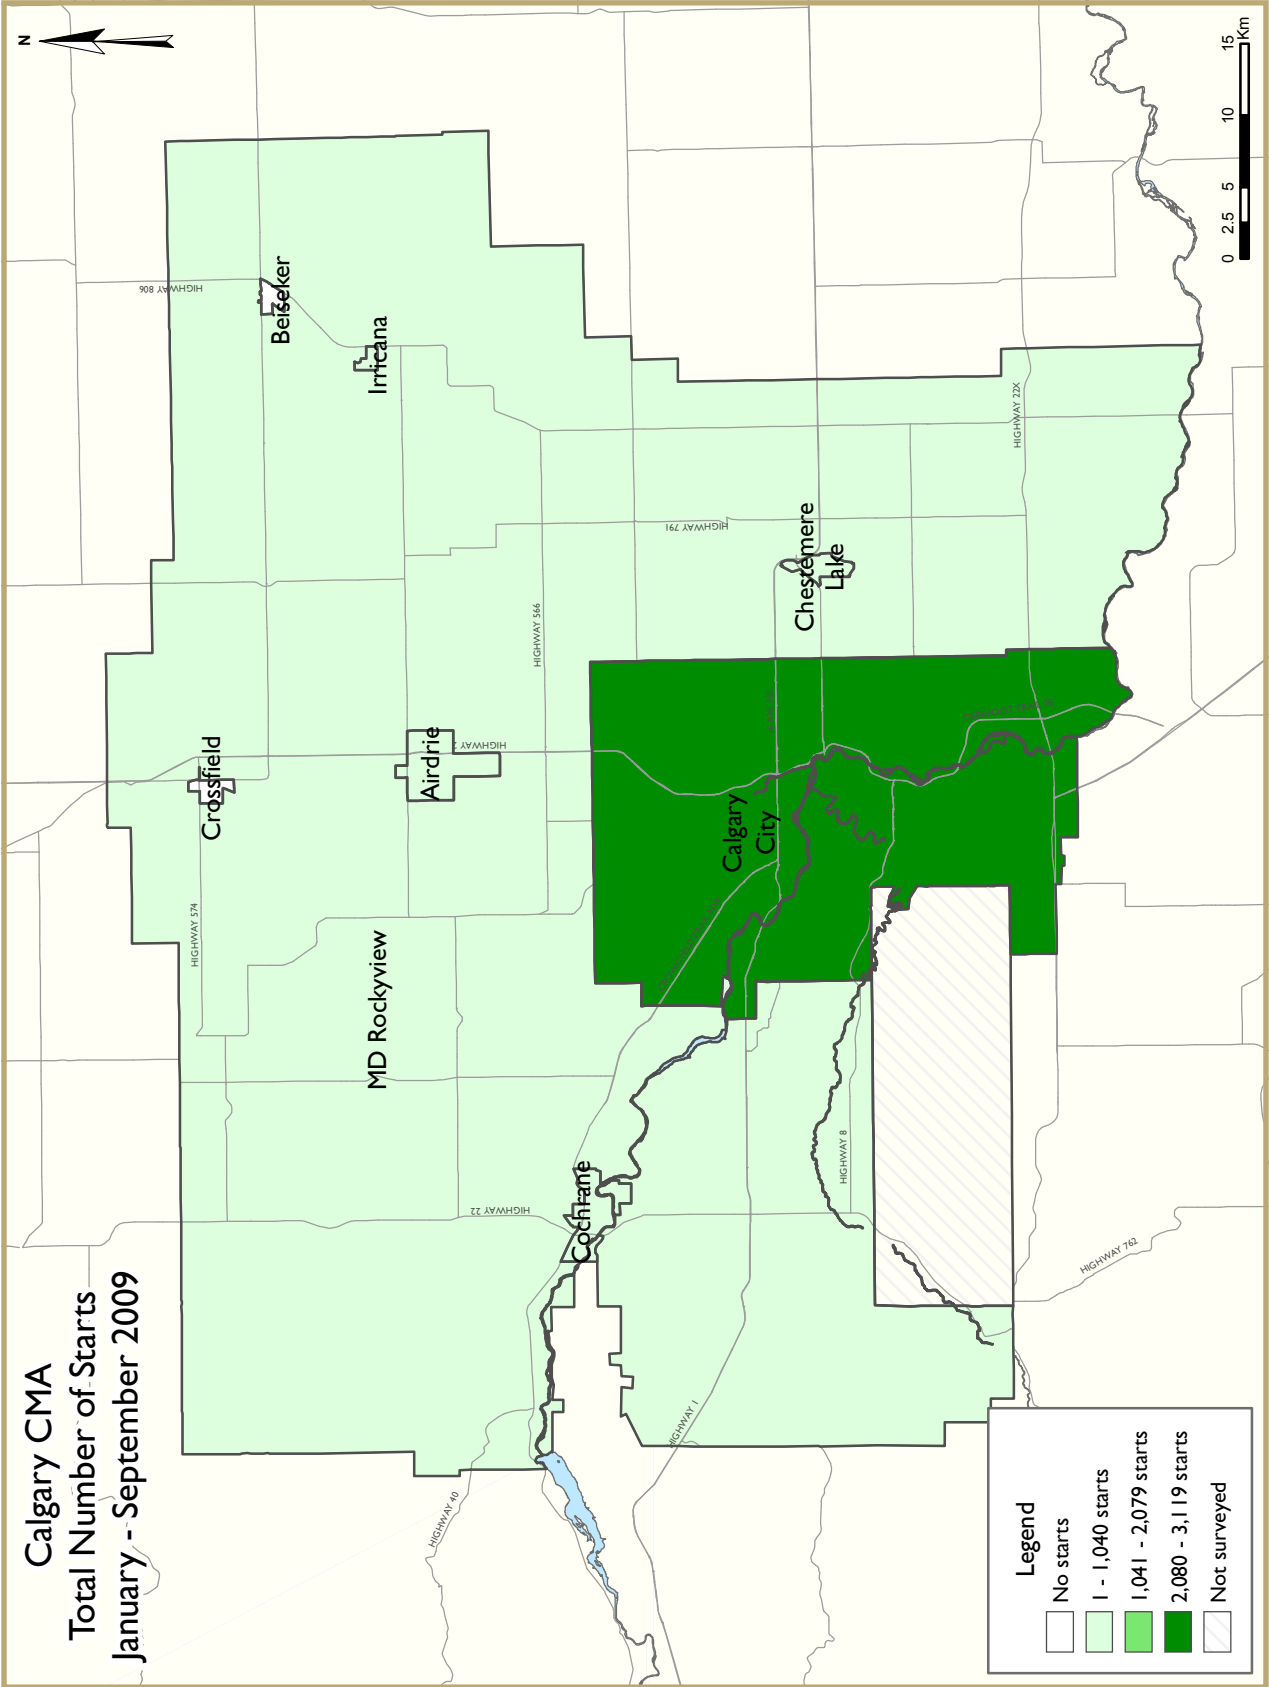 Calgary CMA
Total Number of Starts
January - September 2009
N
HIGHWAY 806
Beiseker
Irricana
HIGHWAY 22X
HIGHWAY 791
Chestemere
Lake
HIGHWAY 566
Crossfield
Airdrie
HIGHWAY 2
Calgary
City
HIGHWAY 574
MD Rockyview
HIGHWAY 8
Cochrane
HIGHWAY 22
HIGHWAY 762
HIGHWAY 1
HIGHWAY 40
Legend
No starts
1 - 1,040 starts
1,041 - 2,079 starts
2,080 - 3,119 starts
Not surveyed
0 2.5 5 10 15
Km